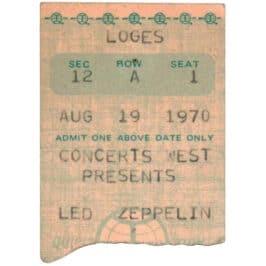 LOGES
SEC ROW SEAT
12 A 1
AUG 19 1970
ADMIT ONE ABOVE DATE ONLY
CONCERTS WEST
PRESENTS
LED ZEPPELIN